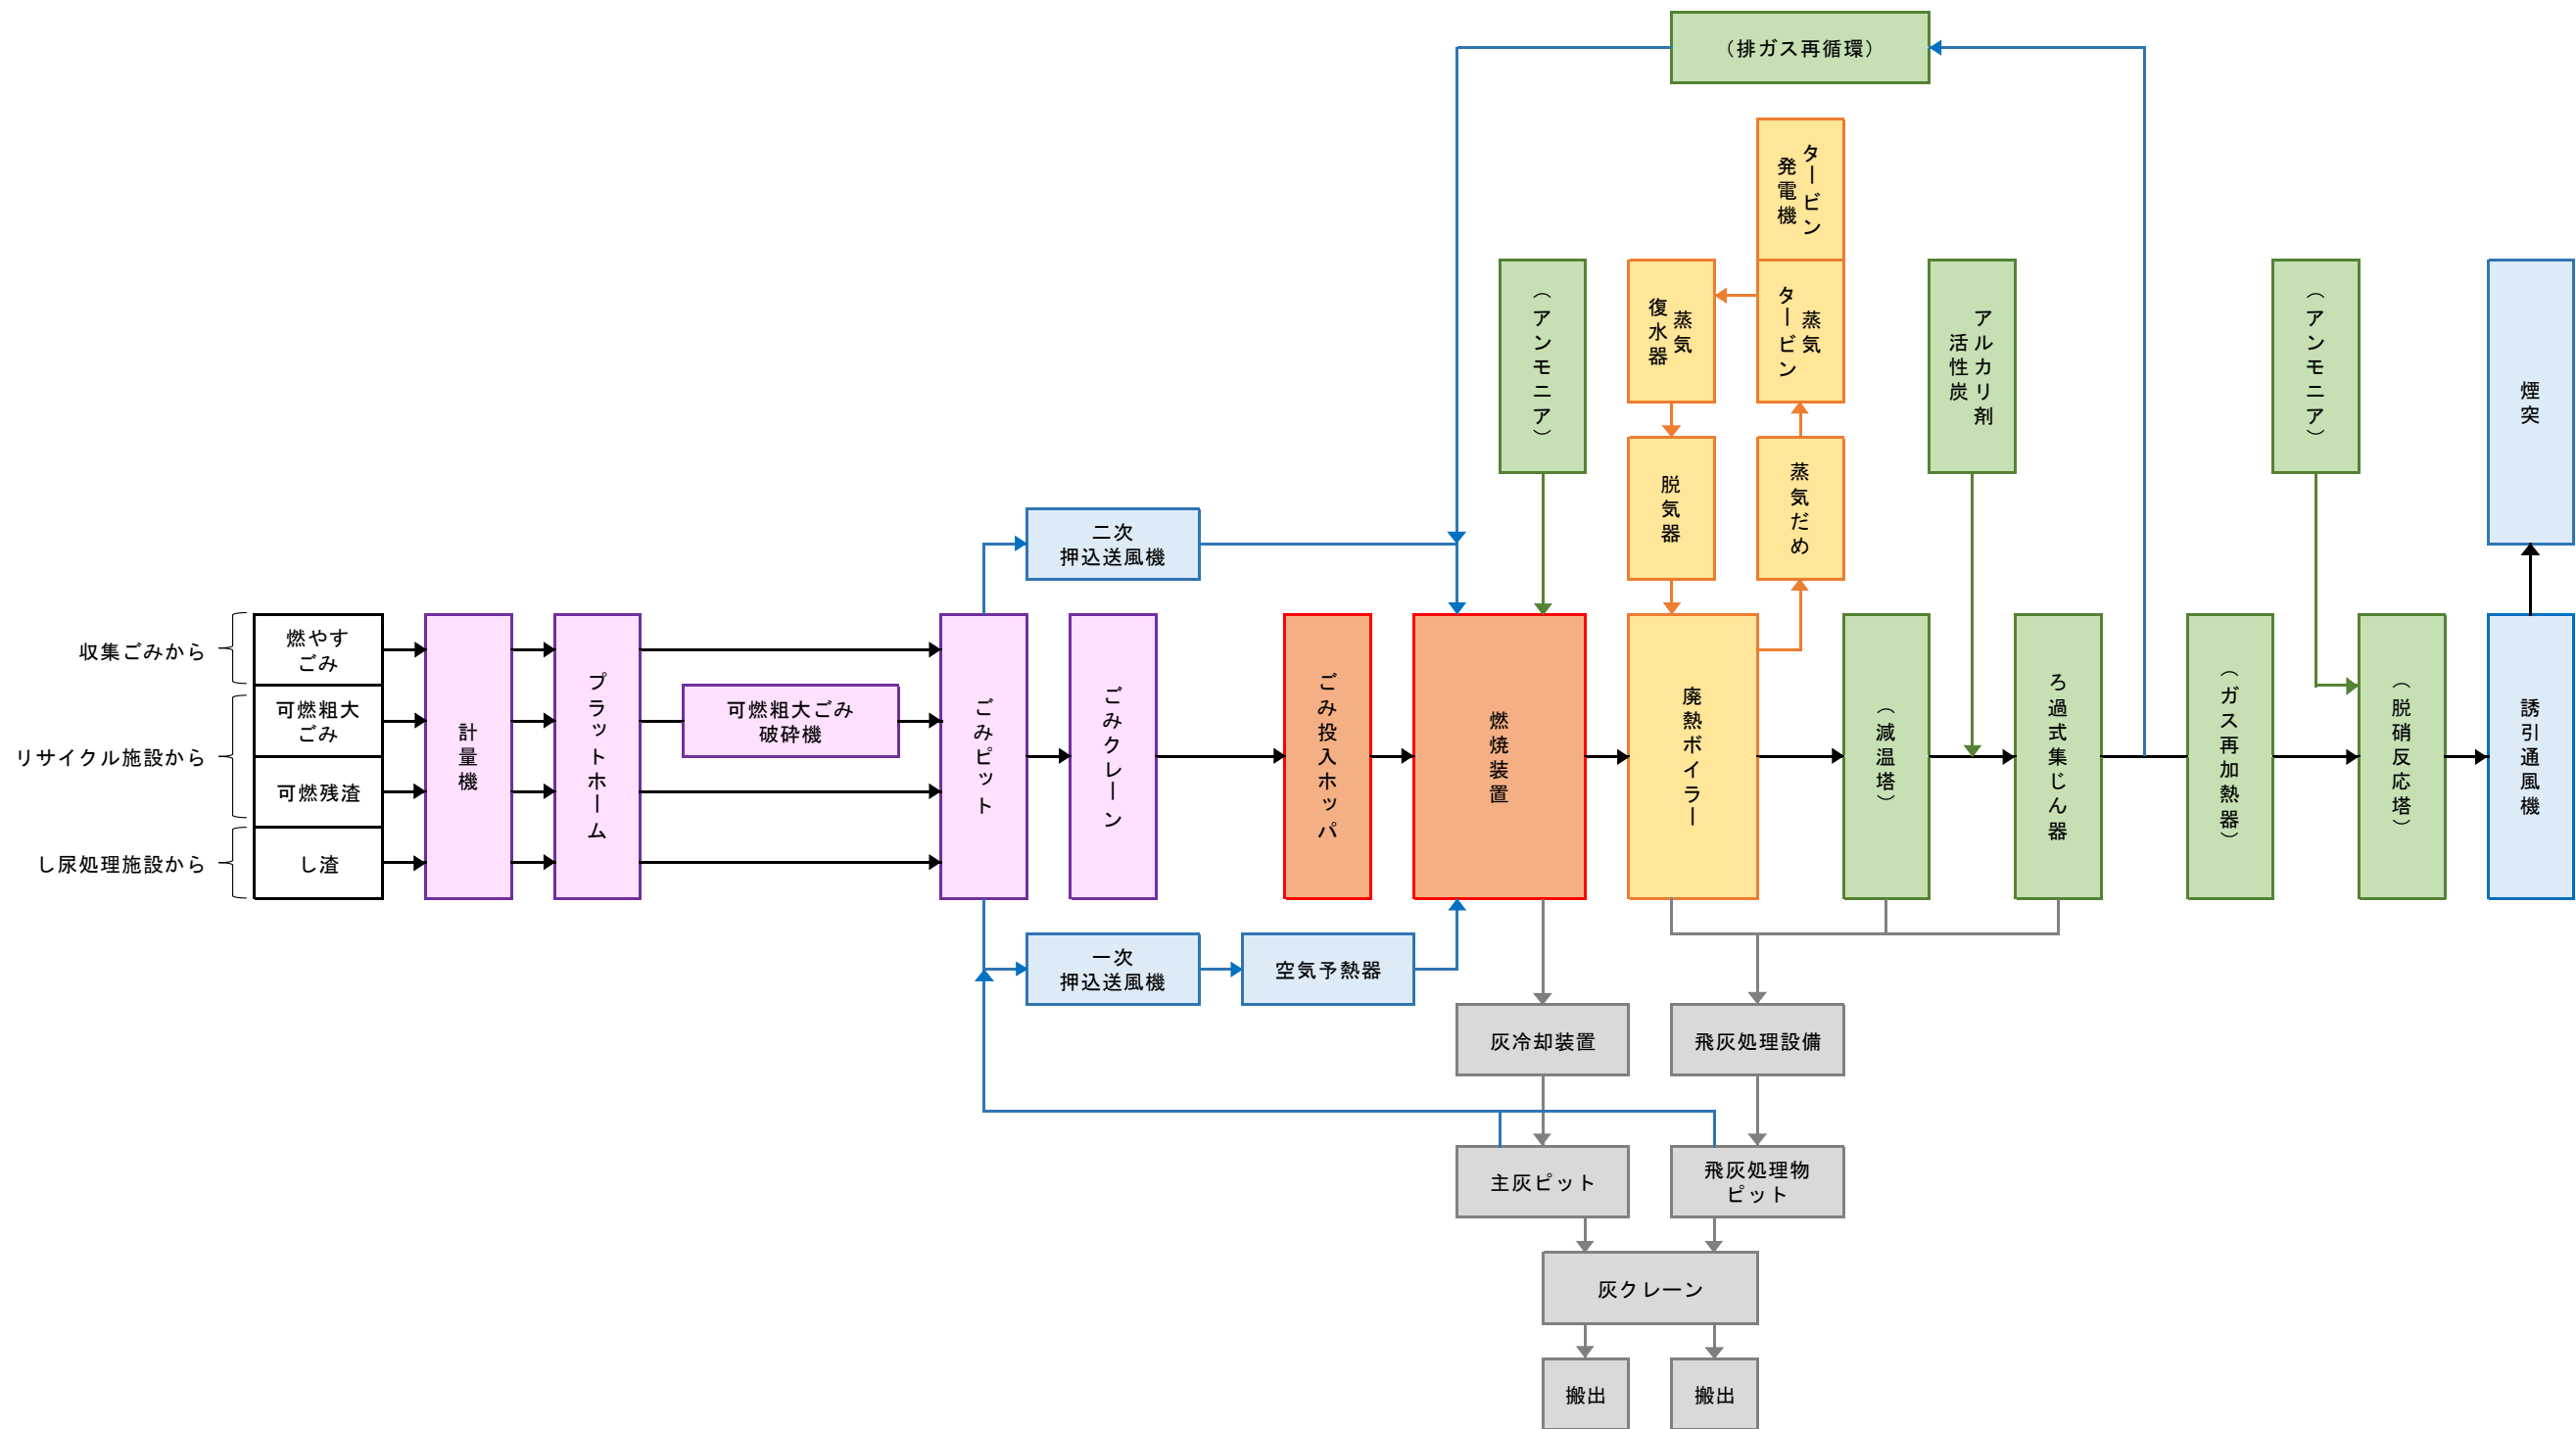 （排ガス再循環）
タービン
発電機
（アンモニア）
蒸気
復水器
蒸気
タービン
アルカリ剤
活性炭
（アンモニア）
煙突
脱気器
蒸気だめ
二次
押込送風機
収集ごみから
リサイクル施設から
し尿処理施設から
燃やす
ごみ
可燃粗大
ごみ
可燃残渣
し渣
計量機
プラットホーム
可燃粗大ごみ
破砕機
ごみピット
ごみクレーン
ごみ投入ホッパ
燃焼装置
廃熱ボイラー
（減温塔）
ろ過式集じん器
（ガス再加熱器）
（脱硝反応塔）
誘引通風機
一次
押込送風機
空気予熱器
灰冷却装置
飛灰処理設備
主灰ピット
飛灰処理物
ピット
灰クレーン
搬出
搬出